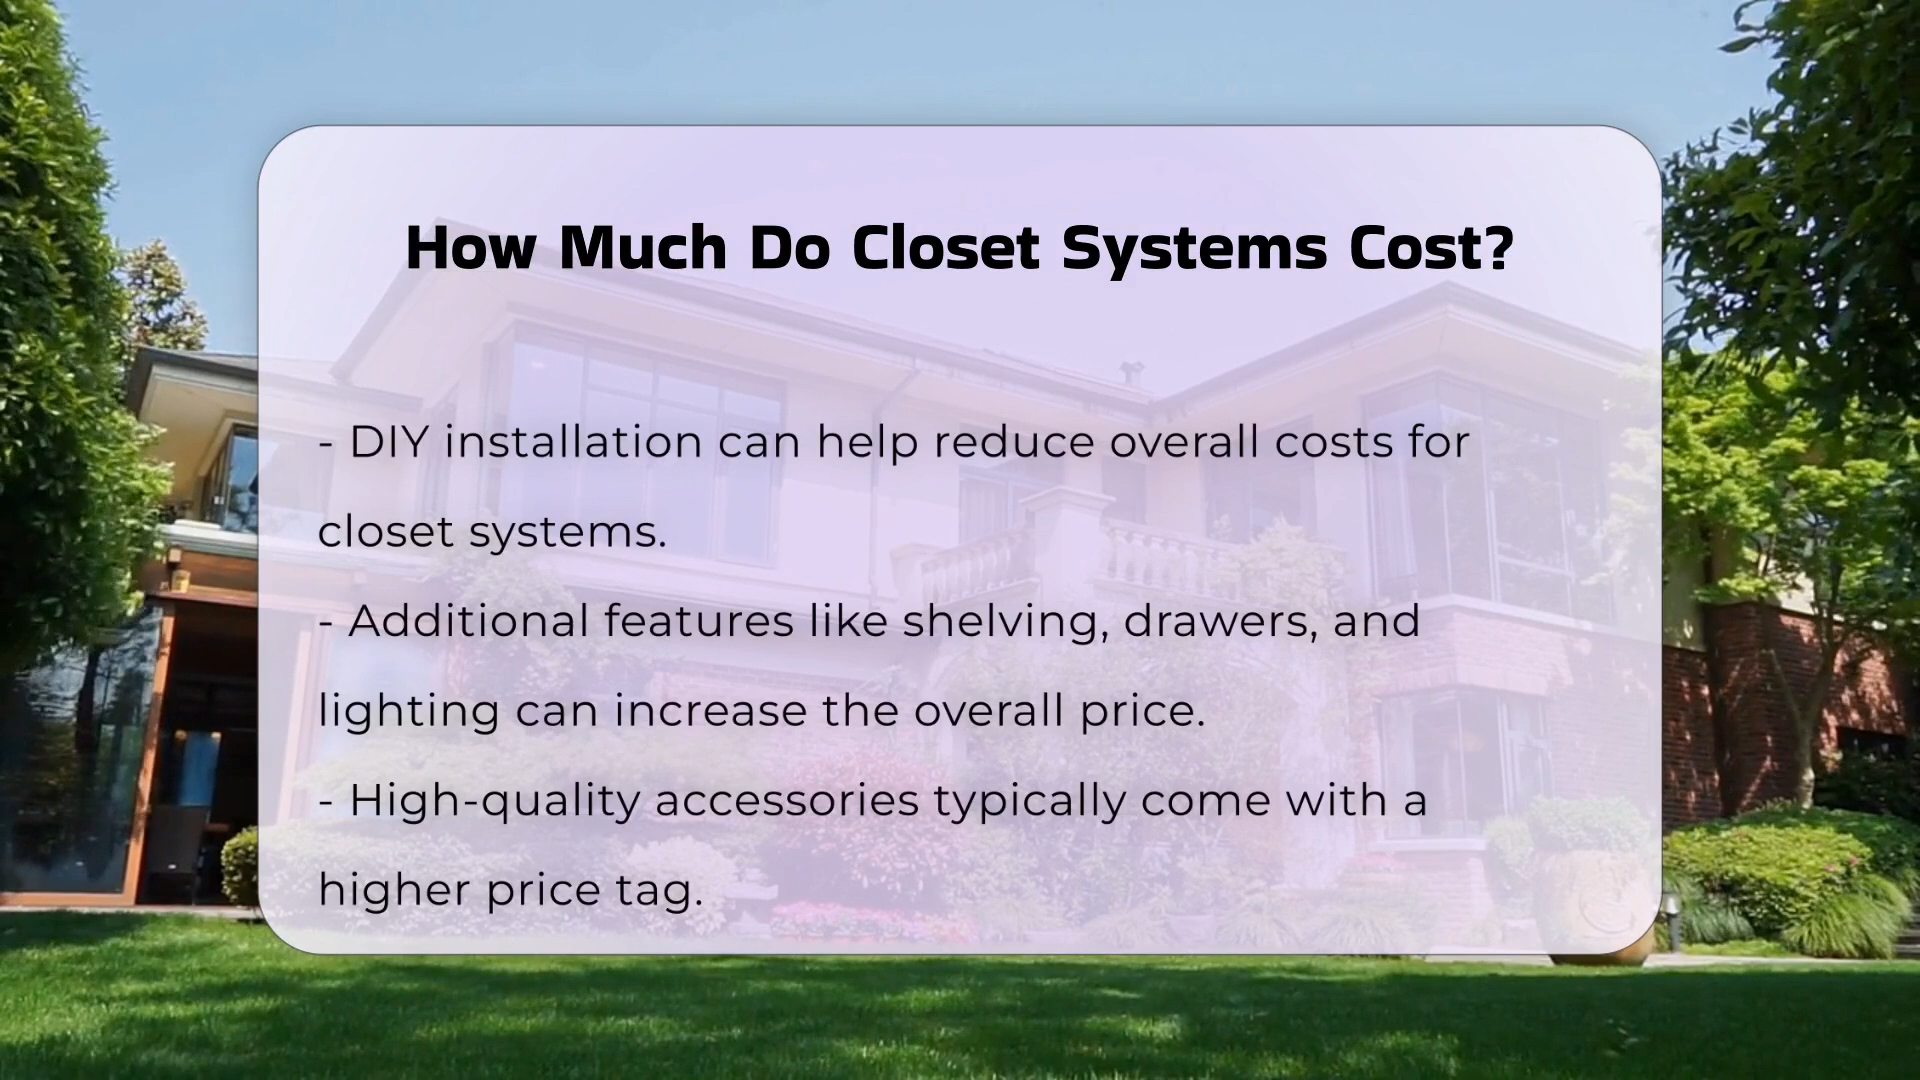 How Much Do Closet Systems Cost?
- DIY installation can help reduce overall costs for
closet systems.
- Additional features like shelving, drawers, and
lighting can increase the overall price.
- High-quality accessories typically come with a
higher price tag.